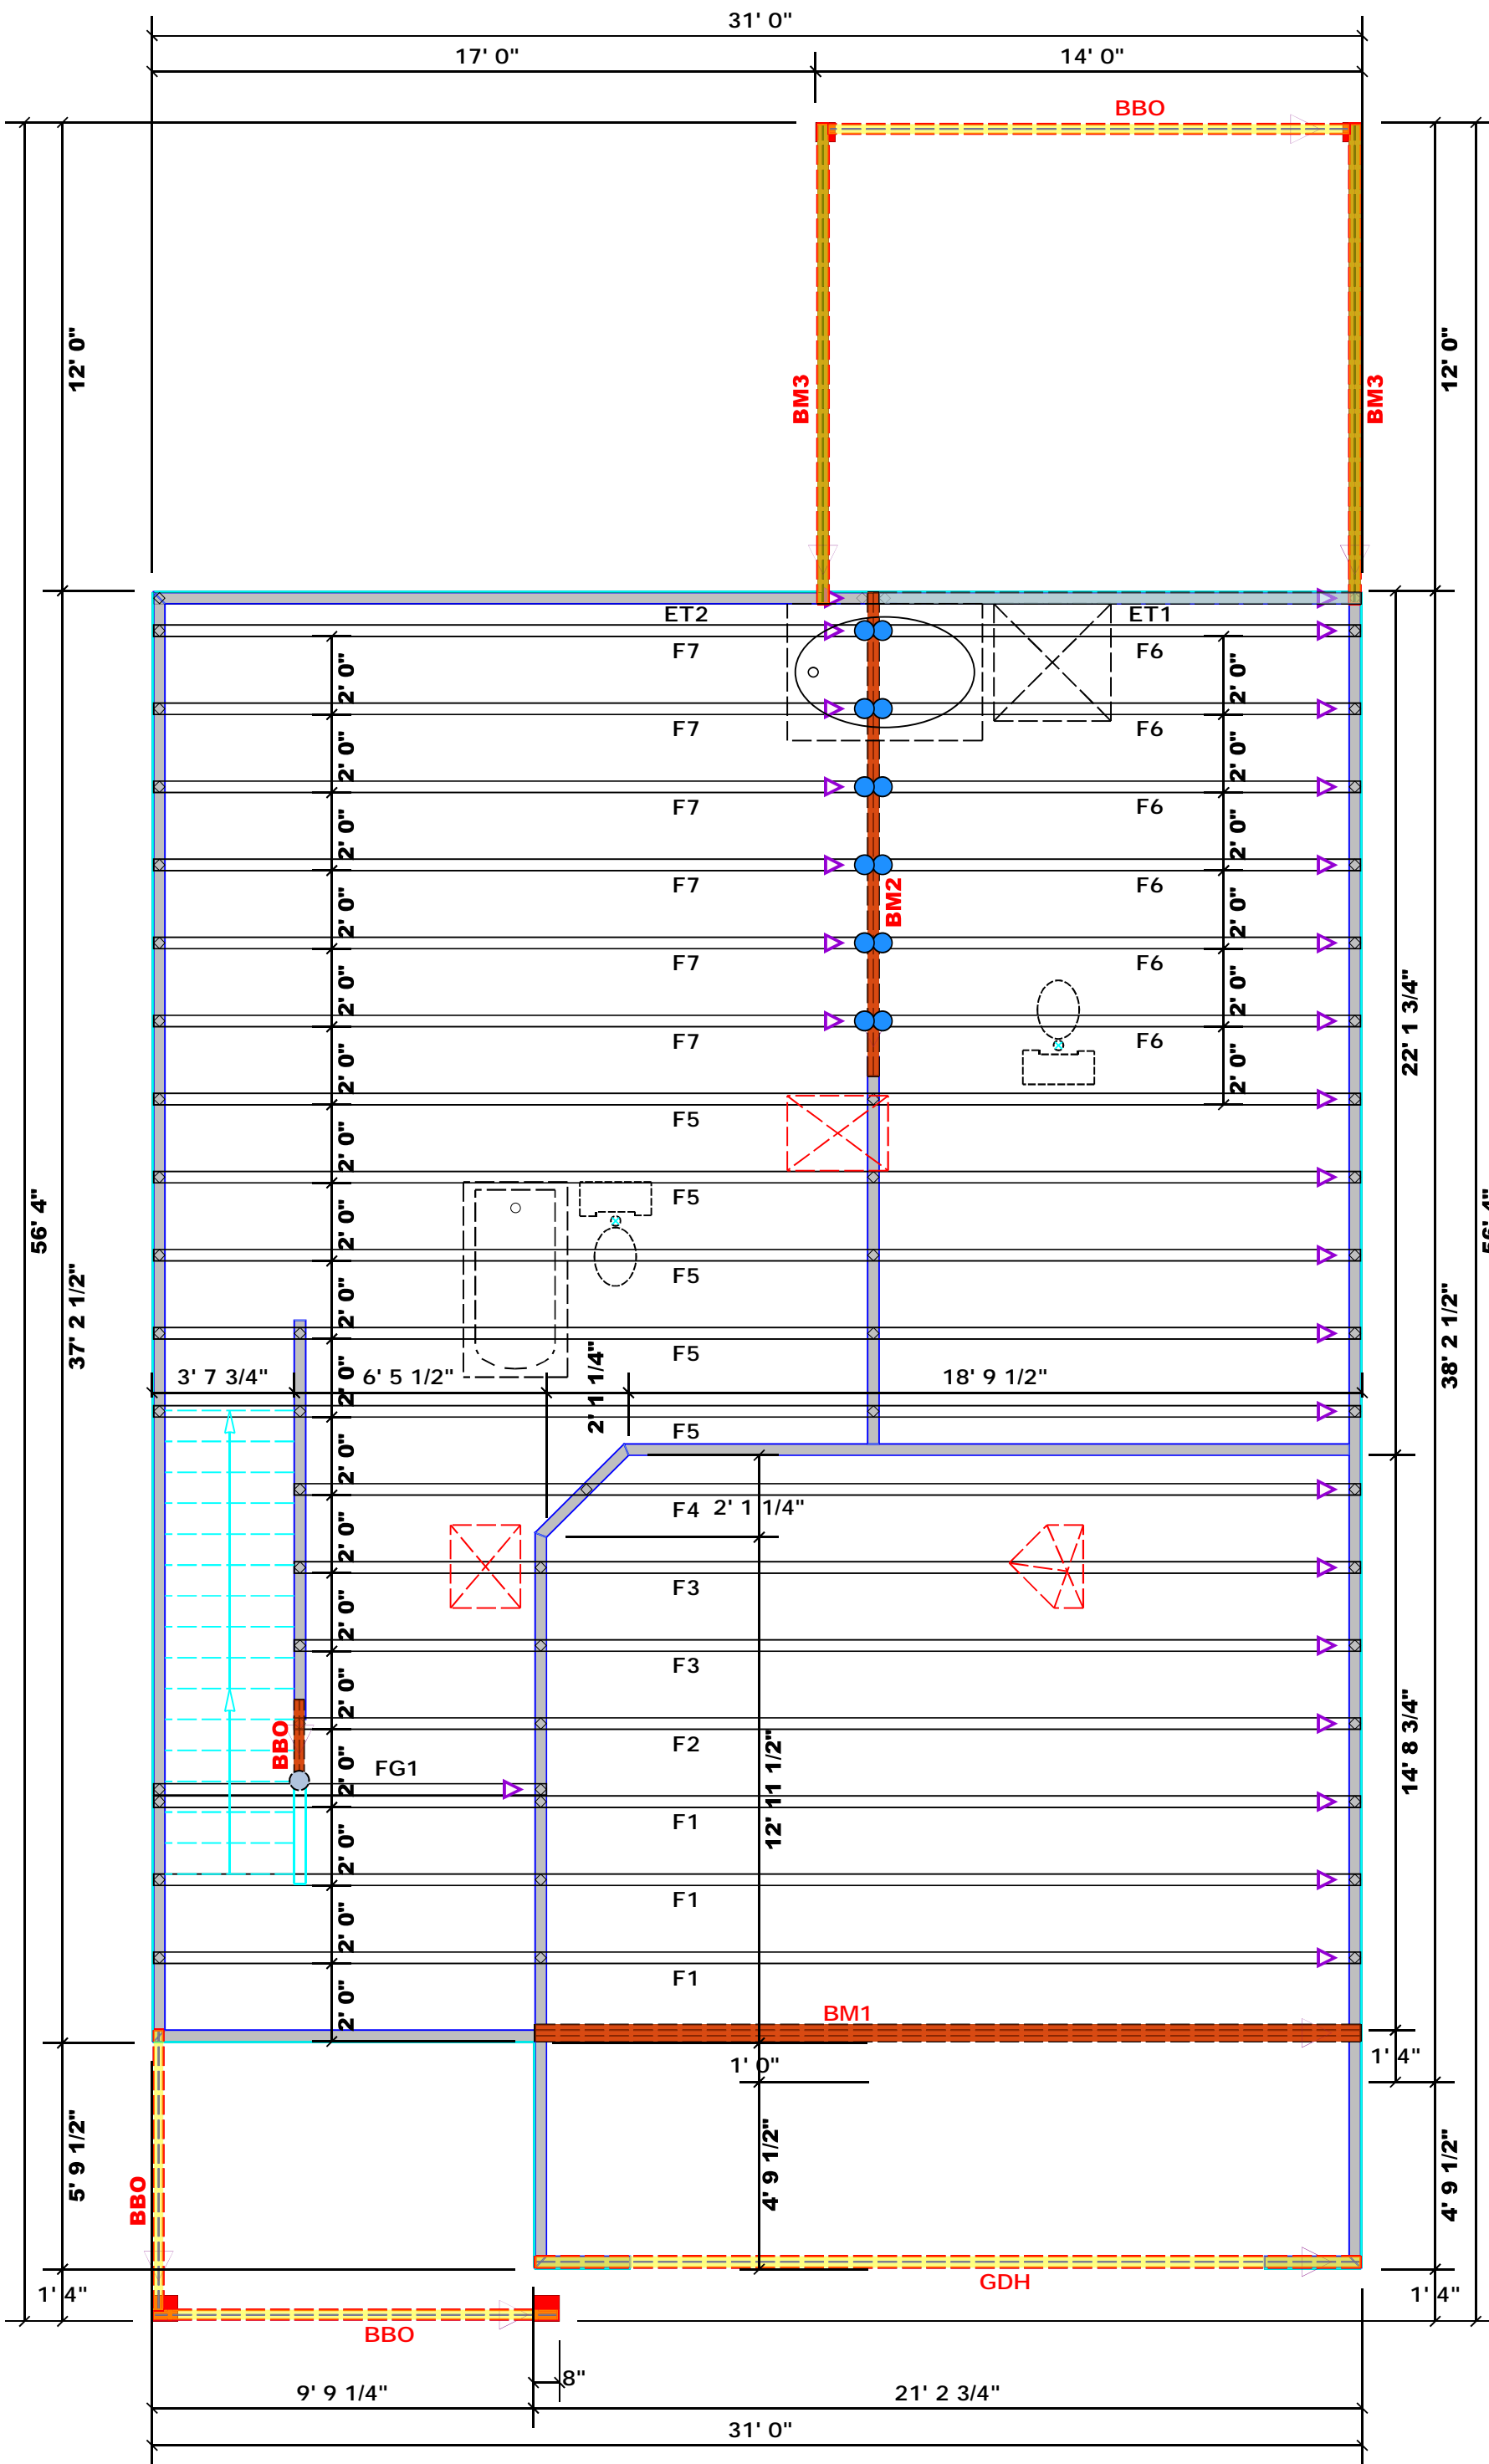 31' 0"
17' 0"
14' 0"
BBO
12' 0"
12' 0"
BM3
BM3
ET2
ET1
F7
F6
2' 0"
2' 0"
F7
F6
2' 0"
2' 0"
F7
F6
2' 0"
2' 0"
F7
F6
BM2
2' 0"
2' 0"
F7
F6
2' 0"
2' 0"
F7
F6
2' 0"
2' 0"
22' 1 3/4"
F5
2' 0"
F5
2' 0"
F5
56' 4"
56' 4"
37' 2 1/2"
38' 2 1/2"
2' 0"
F5
3' 7 3/4"
6' 5 1/2"
2' 1 1/4"
18' 9 1/2"
2' 0"
F5
2' 0"
F4
2' 1 1/4"
2' 0"
F3
2' 0"
F3
2' 0"
BBO
F2
14' 8 3/4"
FG1
2' 0"
12' 11 1/2"
F1
2' 0"
F1
2' 0"
F1
2' 0"
BM1
1' 0"
1' 4"
5' 9 1/2"
4' 9 1/2"
4' 9 1/2"
BBO
GDH
1' 4"
1' 4"
BBO
8"
9' 9 1/4"
21' 2 3/4"
31' 0"